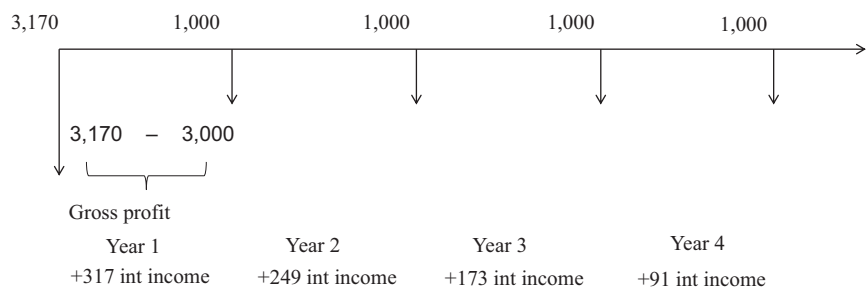 3,170 1,000 1,000 1,000 1,000
3,170 – 3,000
Gross profit
Year 1 Year 2 Year 3 Year 4
+317 int income +249 int income +173 int income +91 int income